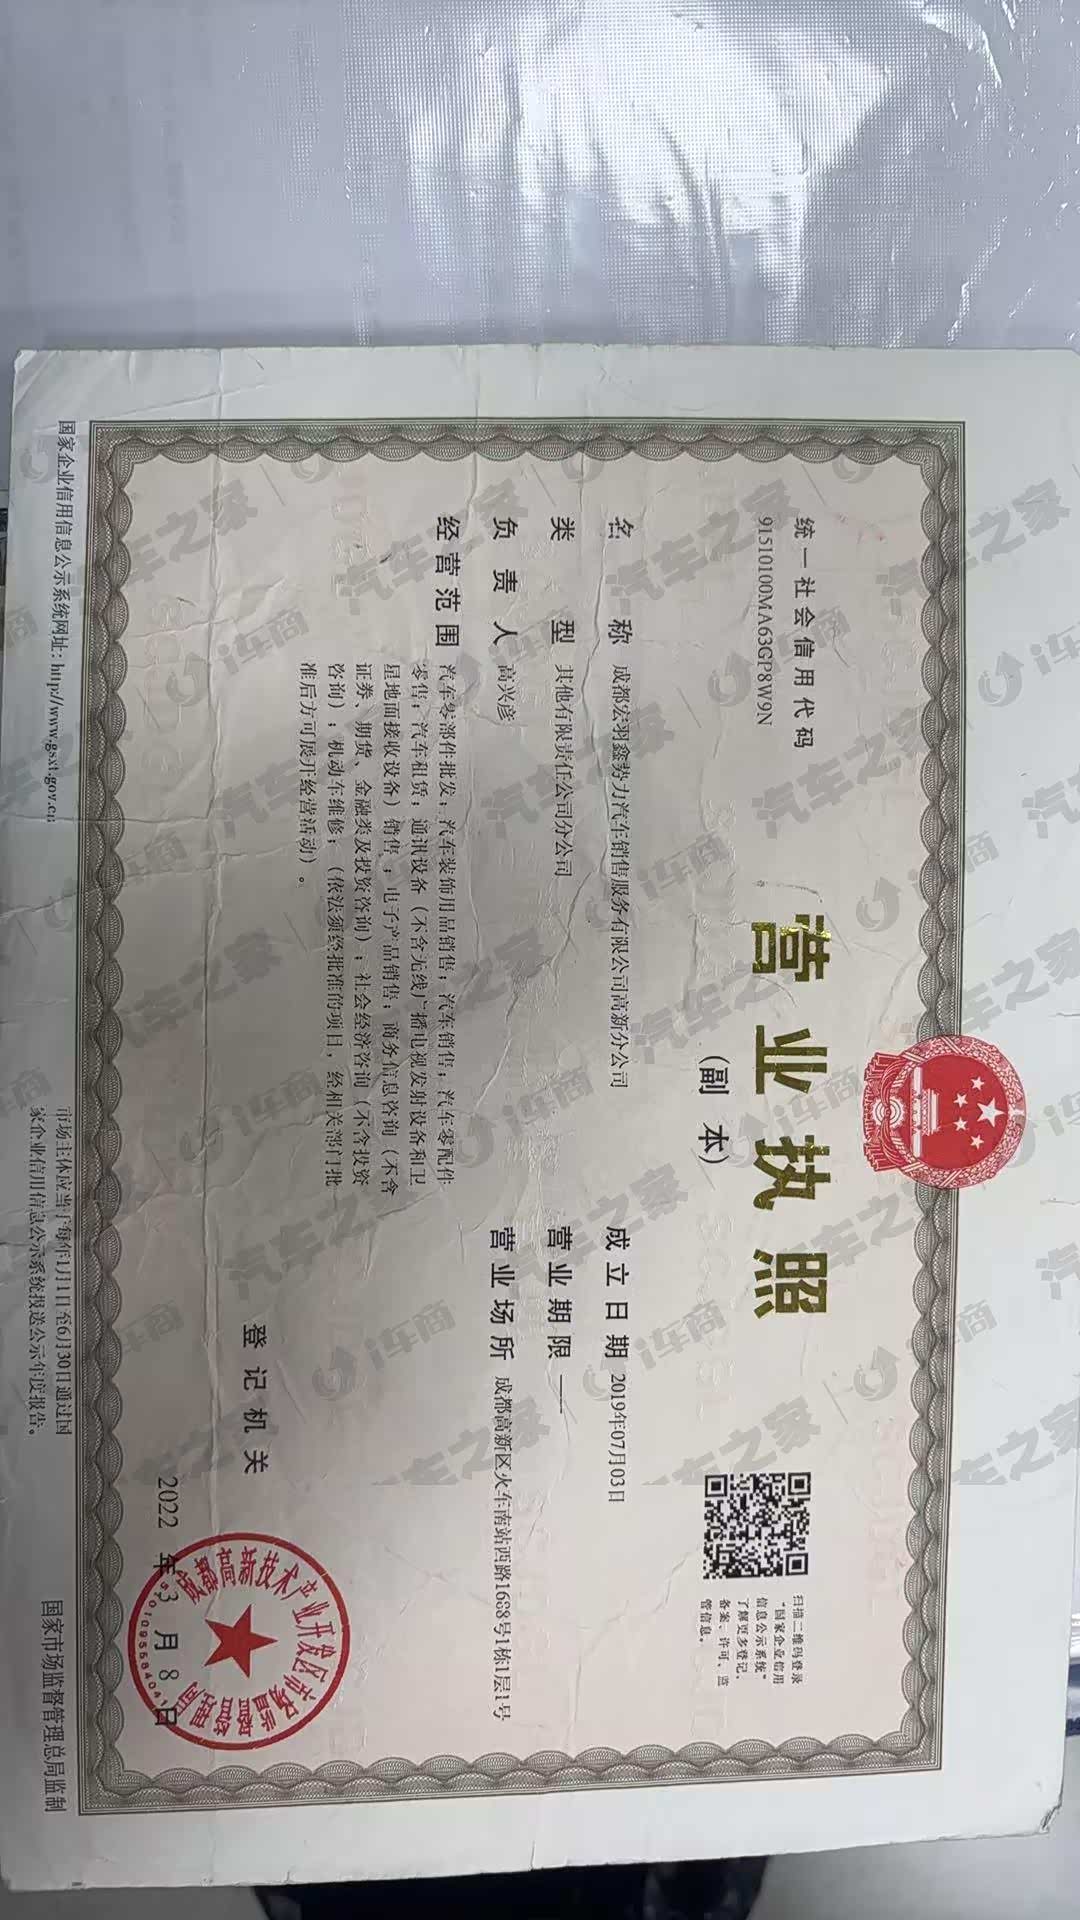 营业执照
（副 本）
统一社会信用代码
91510100MA63GP8W9N
扫描二维码登录
“国家企业信用
信息公示系统”
了解更多登记、
备案、许可、监
管信息。
名 称 成都宏羽鑫势力汽车销售服务有限公司高新分公司
类 型 其他有限责任公司分公司
负 责 人 高兴彦
经 营 范 围 汽车零部件批发；汽车装饰用品销售；汽车销售；汽车零配件
零售；汽车租赁；通讯设备（不含无线广播电视发射设备和卫
星地面接收设备）销售；电子产品销售；商务信息咨询（不含
证券、期货、金融类及投资咨询）；社会经济咨询（不含投资
咨询）；机动车维修；（依法须经批准的项目，经相关部门批
准后方可展开经营活动）。
成 立 日 期 2019年07月03日
营 业 期 限 ——
营 业 场 所 成都高新区火车南站西路1688号1栋1层1号
登 记 机 关
成都高新技术产业开发区市场监督管理局
2022 年 3 月 8 日
国家企业信用信息公示系统网址：http://www.gsxt.gov.cn
市场主体应当于每年1月1日至6月30日通过国
家企业信用信息公示系统报送公示年度报告。
国家市场监督管理总局监制
汽车之家 i车商